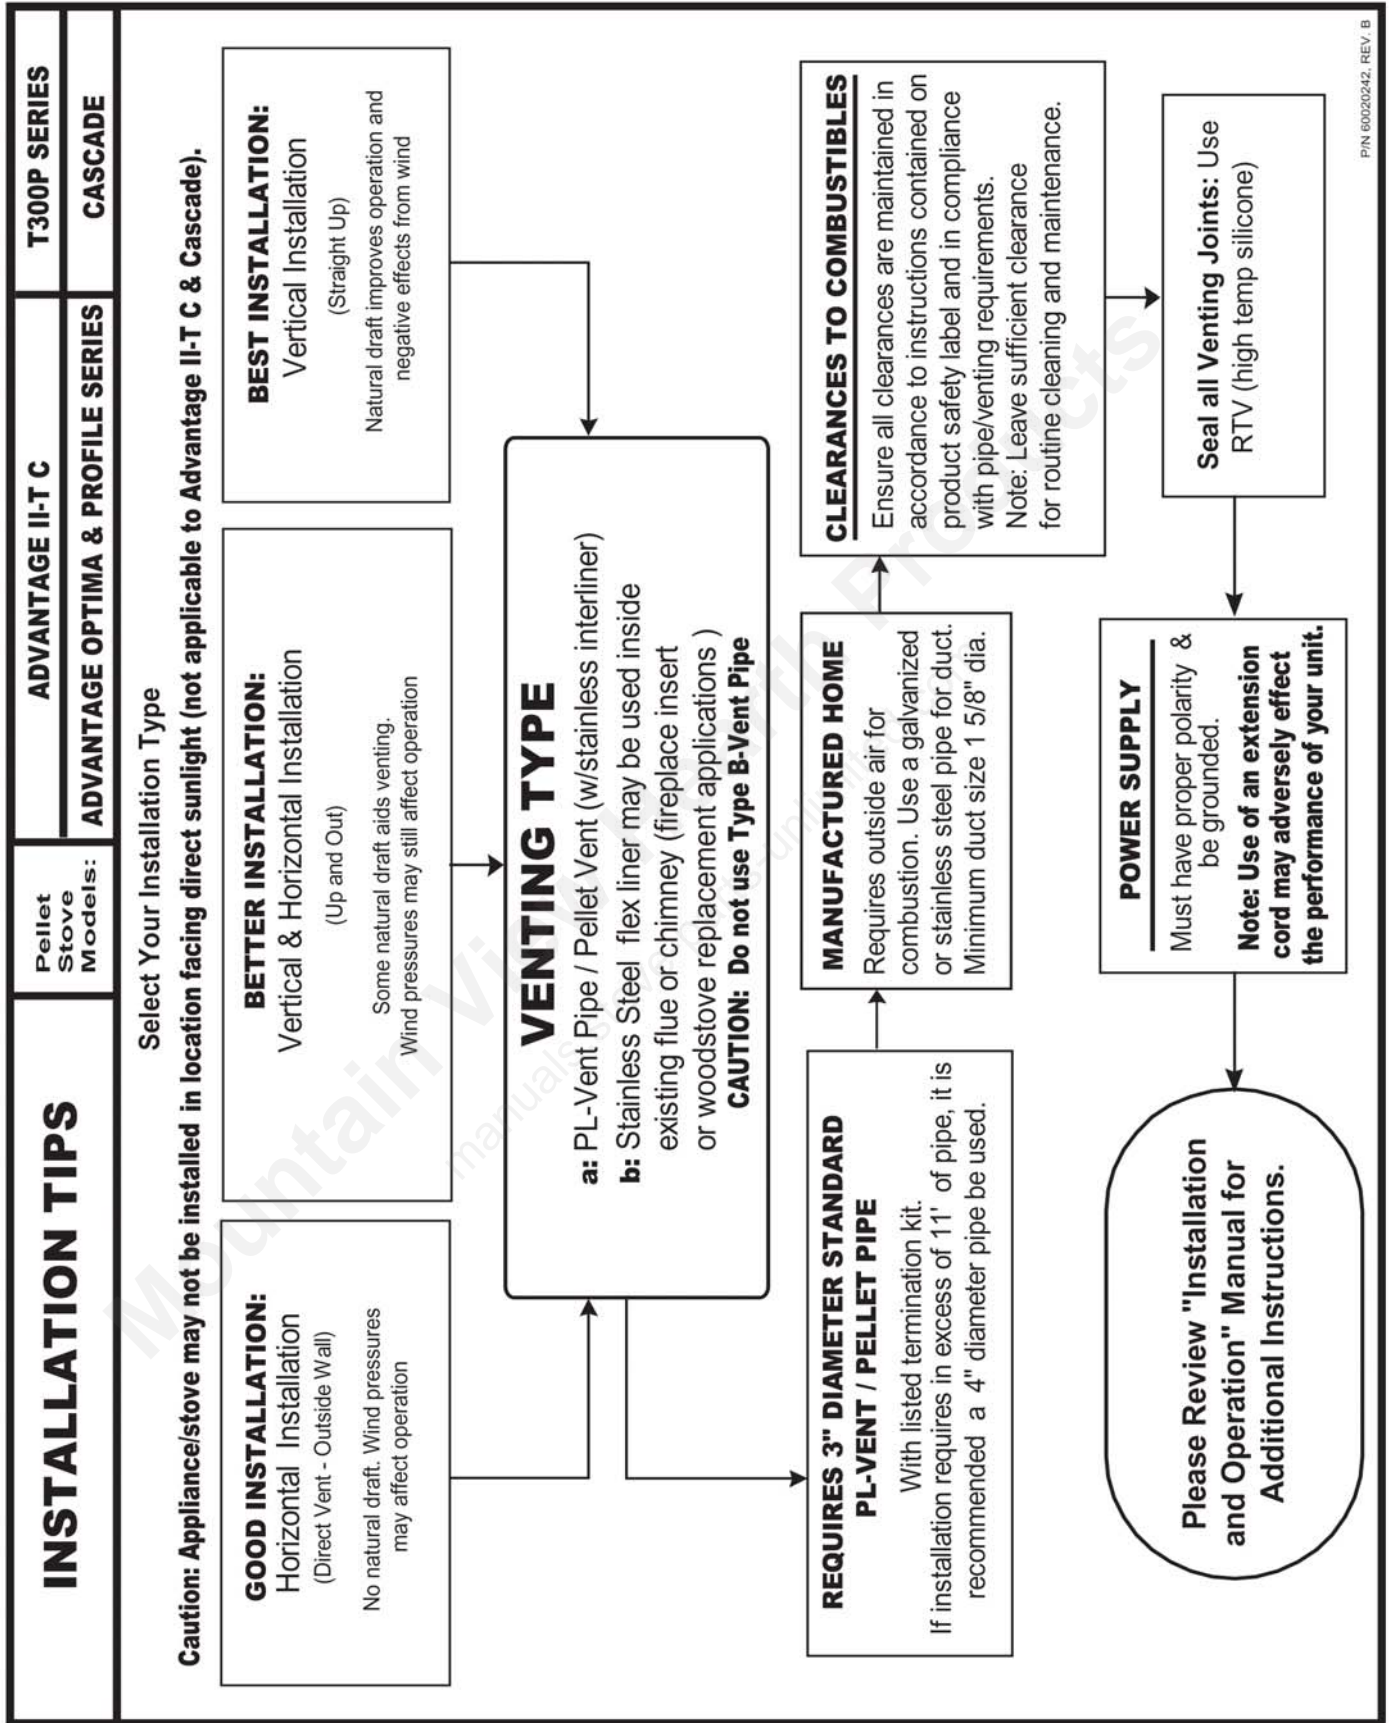 INSTALLATION TIPS
Pellet
Stove
Models:
ADVANTAGE II-T C
T300P SERIES
ADVANTAGE OPTIMA & PROFILE SERIES
CASCADE
Select Your Installation Type
Caution: Appliance/stove may not be installed in location facing direct sunlight (not applicable to Advantage II-T C & Cascade).
GOOD INSTALLATION:
Horizontal Installation
(Direct Vent - Outside Wall)
No natural draft. Wind pressures
may affect operation
BETTER INSTALLATION:
Vertical & Horizontal Installation
(Up and Out)
Some natural draft aids venting.
Wind pressures may still affect operation
BEST INSTALLATION:
Vertical Installation
(Straight Up)
Natural draft improves operation and
negative effects from wind
VENTING TYPE
a: PL-Vent Pipe / Pellet Vent (w/stainless interliner)
b: Stainless Steel flex liner may be used inside
existing flue or chimney (fireplace insert
or woodstove replacement applications )
CAUTION: Do not use Type B-Vent Pipe
REQUIRES 3" DIAMETER STANDARD
PL-VENT / PELLET PIPE
With listed termination kit.
If installation requires in excess of 11' of pipe, it is
recommended a 4" diameter pipe be used.
MANUFACTURED HOME
Requires outside air for
combustion. Use a galvanized
or stainless steel pipe for duct.
Minimum duct size 1 5/8" dia.
CLEARANCES TO COMBUSTIBLES
Ensure all clearances are maintained in
accordance to instructions contained on
product safety label and in compliance
with pipe/venting requirements.
Note: Leave sufficient clearance
for routine cleaning and maintenance.
Seal all Venting Joints: Use
RTV (high temp silicone)
POWER SUPPLY
Must have proper polarity &
be grounded.
Note: Use of an extension
cord may adversely effect
the performance of your unit.
Please Review "Installation
and Operation" Manual for
Additional Instructions.
P/N 60020242, REV. B
Mountain View Hearth Products